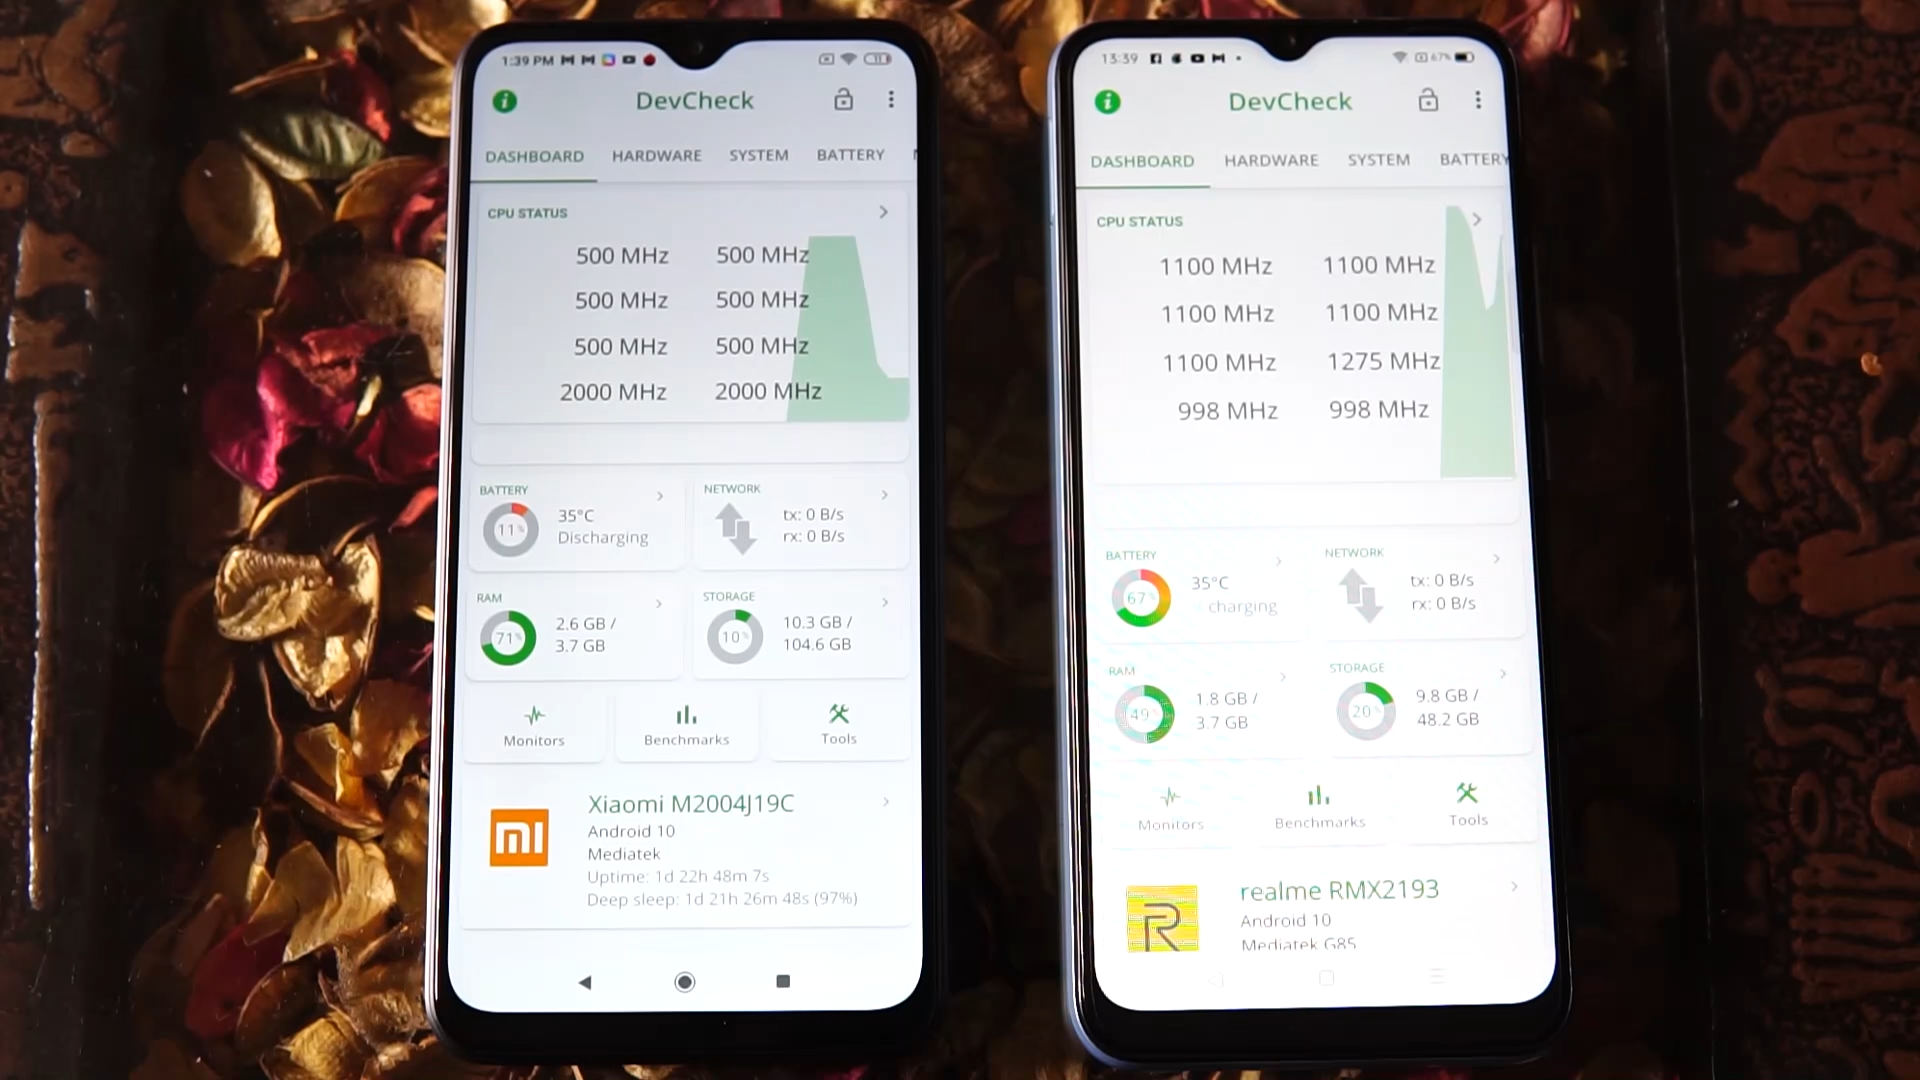 1:39 PM
11
i
DevCheck
DASHBOARD HARDWARE SYSTEM BATTERY
CPU STATUS
500 MHz 500 MHz
500 MHz 500 MHz
500 MHz 500 MHz
2000 MHz 2000 MHz
BATTERY
11%
35°C
Discharging
NETWORK
tx: 0 B/s
rx: 0 B/s
RAM
71%
2.6 GB /
3.7 GB
STORAGE
10%
10.3 GB /
104.6 GB
Monitors Benchmarks Tools
mi
Xiaomi M2004J19C
Android 10
Mediatek
Uptime: 1d 22h 48m 7s
Deep sleep: 1d 21h 26m 48s (97%)
13:39
67%
i
DevCheck
DASHBOARD HARDWARE SYSTEM BATTERY
CPU STATUS
1100 MHz 1100 MHz
1100 MHz 1100 MHz
1100 MHz 1275 MHz
998 MHz 998 MHz
BATTERY
67%
35°C
charging
NETWORK
tx: 0 B/s
rx: 0 B/s
RAM
49%
1.8 GB /
3.7 GB
STORAGE
20%
9.8 GB /
48.2 GB
Monitors Benchmarks Tools
R
realme RMX2193
Android 10
Mediatek G85